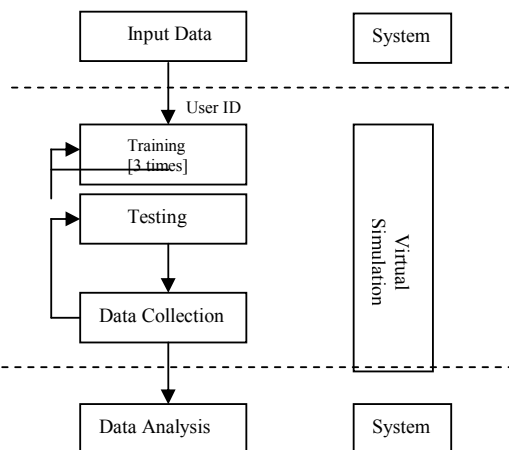 Input Data
System
User ID
Training
[3 times]
Testing
Virtual
Simulation
Data Collection
Data Analysis
System